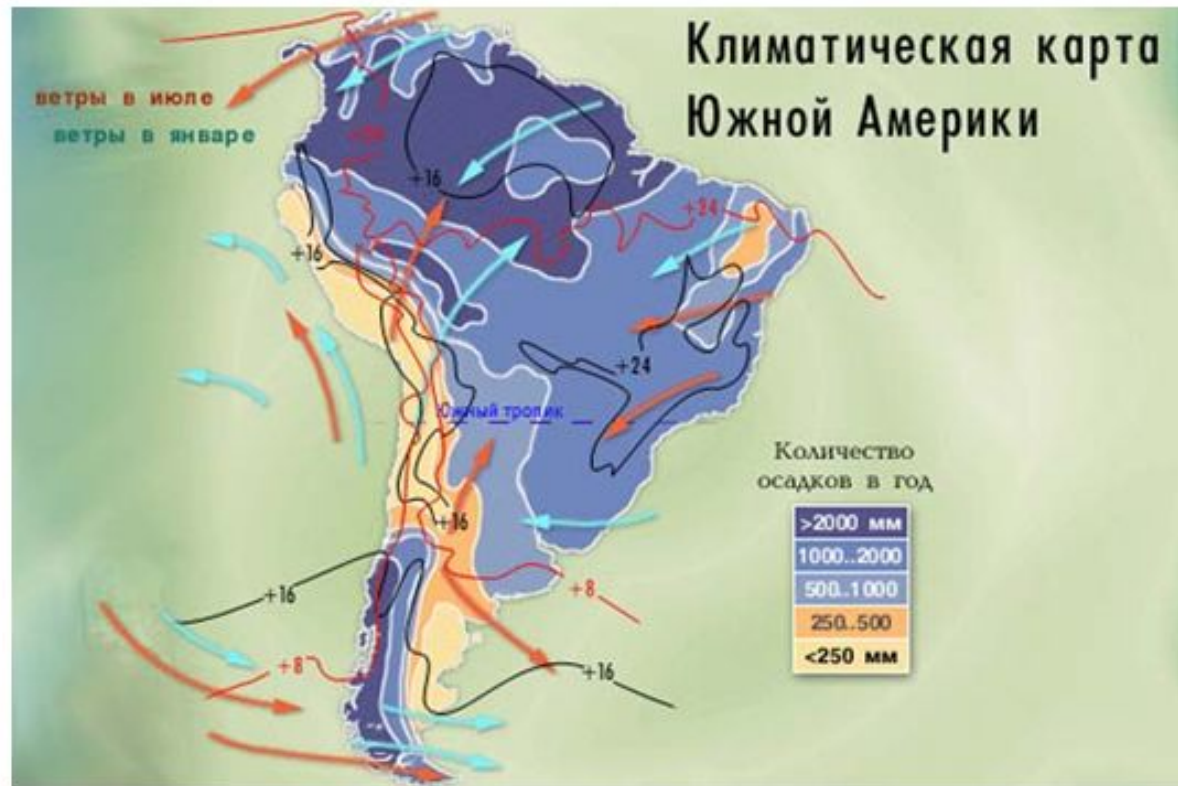 Климатическая карта
Южной Америки
ветры в июле
ветры в январе
+16
+24
+16
+24
Южный тропик
+16
+16
+8
+8
+16
Количество
осадков в год
>2000 мм
1000..2000
500..1000
250..500
<250 мм